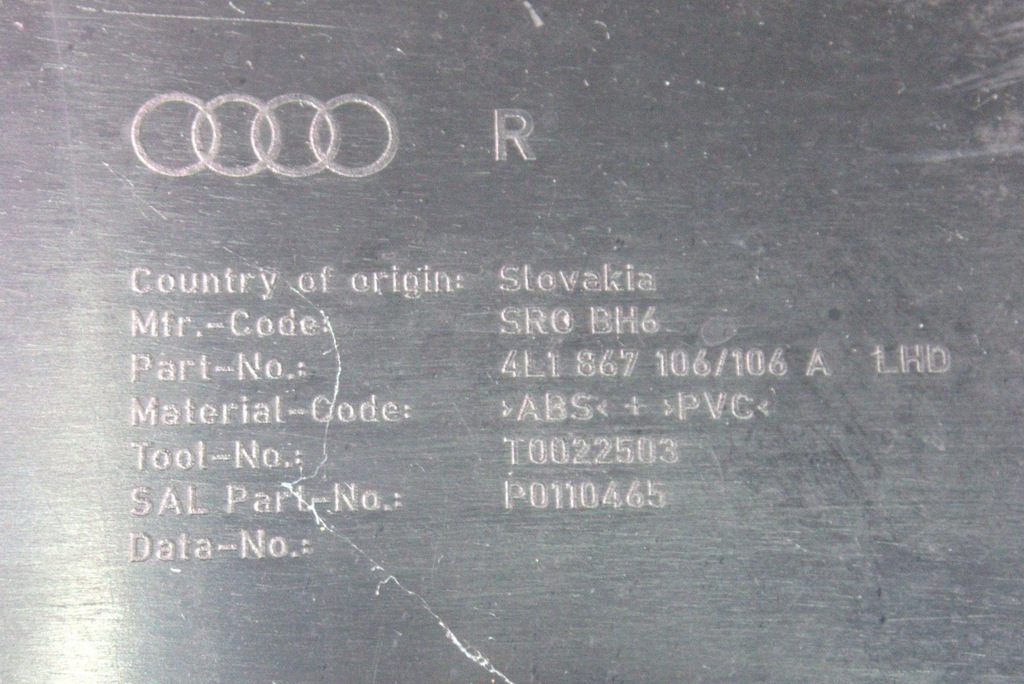 R
Country of origin: Slovakia
Mfr.-Code: SRO BH6
Part-No.: 4L1 867 106/106 A LHD
Material-Code: >ABS< + >PVC<
Tool-No.: T0022503
SAL Part-No.: P0110465
Data-No.: